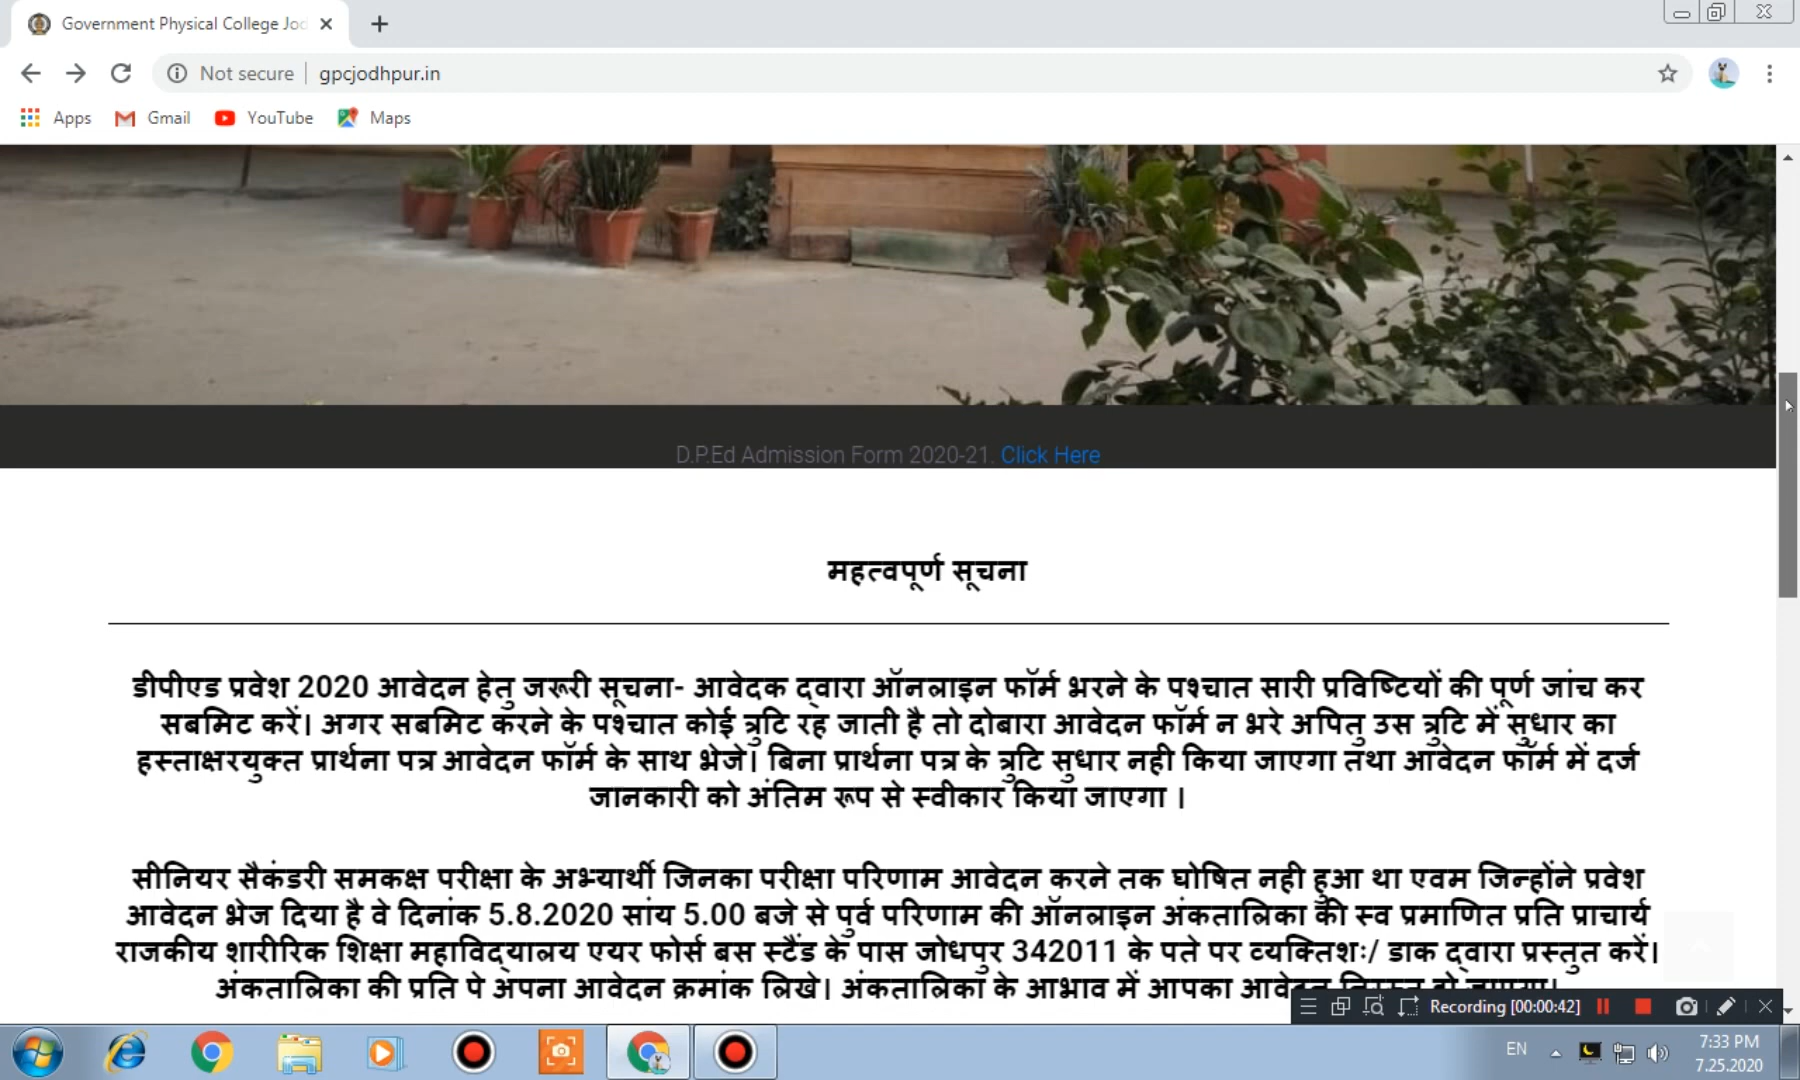 Government Physical College Jod
Not secure
gpcjodhpur.in
Apps
Gmail
YouTube
Maps
D.P.Ed Admission Form 2020-21. Click Here
महत्वपूर्ण सूचना
डीपीएड प्रवेश 2020 आवेदन हेतु जरूरी सूचना- आवेदक द्वारा ऑनलाइन फॉर्म भरने के पश्चात सारी प्रविष्टियों की पूर्ण जांच कर
सबमिट करें। अगर सबमिट करने के पश्चात कोई त्रुटि रह जाती है तो दोबारा आवेदन फॉर्म न भरे अपितु उस त्रुटि में सुधार का
हस्ताक्षरयुक्त प्रार्थना पत्र आवेदन फॉर्म के साथ भेजे। बिना प्रार्थना पत्र के त्रुटि सुधार नही किया जाएगा तथा आवेदन फॉर्म में दर्ज
जानकारी को अंतिम रूप से स्वीकार किया जाएगा ।
सीनियर सैकंडरी समकक्ष परीक्षा के अभ्यार्थी जिनका परीक्षा परिणाम आवेदन करने तक घोषित नही हुआ था एवम जिन्होंने प्रवेश
आवेदन भेज दिया है वे दिनांक 5.8.2020 सांय 5.00 बजे से पुर्व परिणाम की ऑनलाइन अंकतालिका की स्व प्रमाणित प्रति प्राचार्य
राजकीय शारीरिक शिक्षा महाविद्यालय एयर फोर्स बस स्टैंड के पास जोधपुर 342011 के पते पर व्यक्तिशः/ डाक द्वारा प्रस्तुत करें।
अंकतालिका की प्रति पे अपना आवेदन क्रमांक लिखे। अंकतालिका के आभाव में आपका
Recording [00:00:42]
EN
7:33 PM
7.25.2020